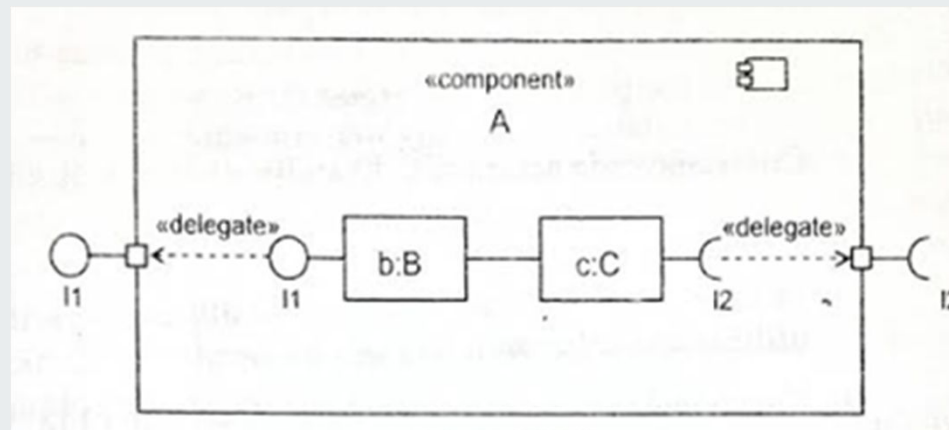 «component»
A
«delegate»
«delegate»
b:B
c:C
I1
I1
I2